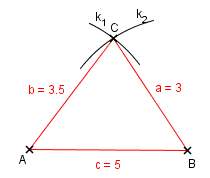 k1 k2
C
b = 3.5 a = 3
A B
c = 5